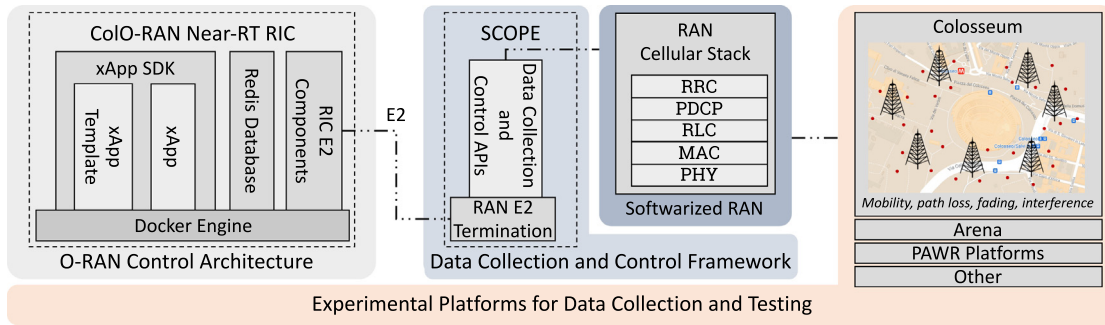 ColO-RAN Near-RT RIC
xApp SDK
xApp
Template
xApp
Redis Database
RIC E2
Components
Docker Engine
O-RAN Control Architecture
E2
SCOPE
Data Collection
and
Control APIs
RAN E2
Termination
Data Collection and Control Framework
RAN
Cellular Stack
RRC
PDCP
RLC
MAC
PHY
Softwarized RAN
Colosseum
Mobility, path loss, fading, interference
Arena
PAWR Platforms
Other
Experimental Platforms for Data Collection and Testing